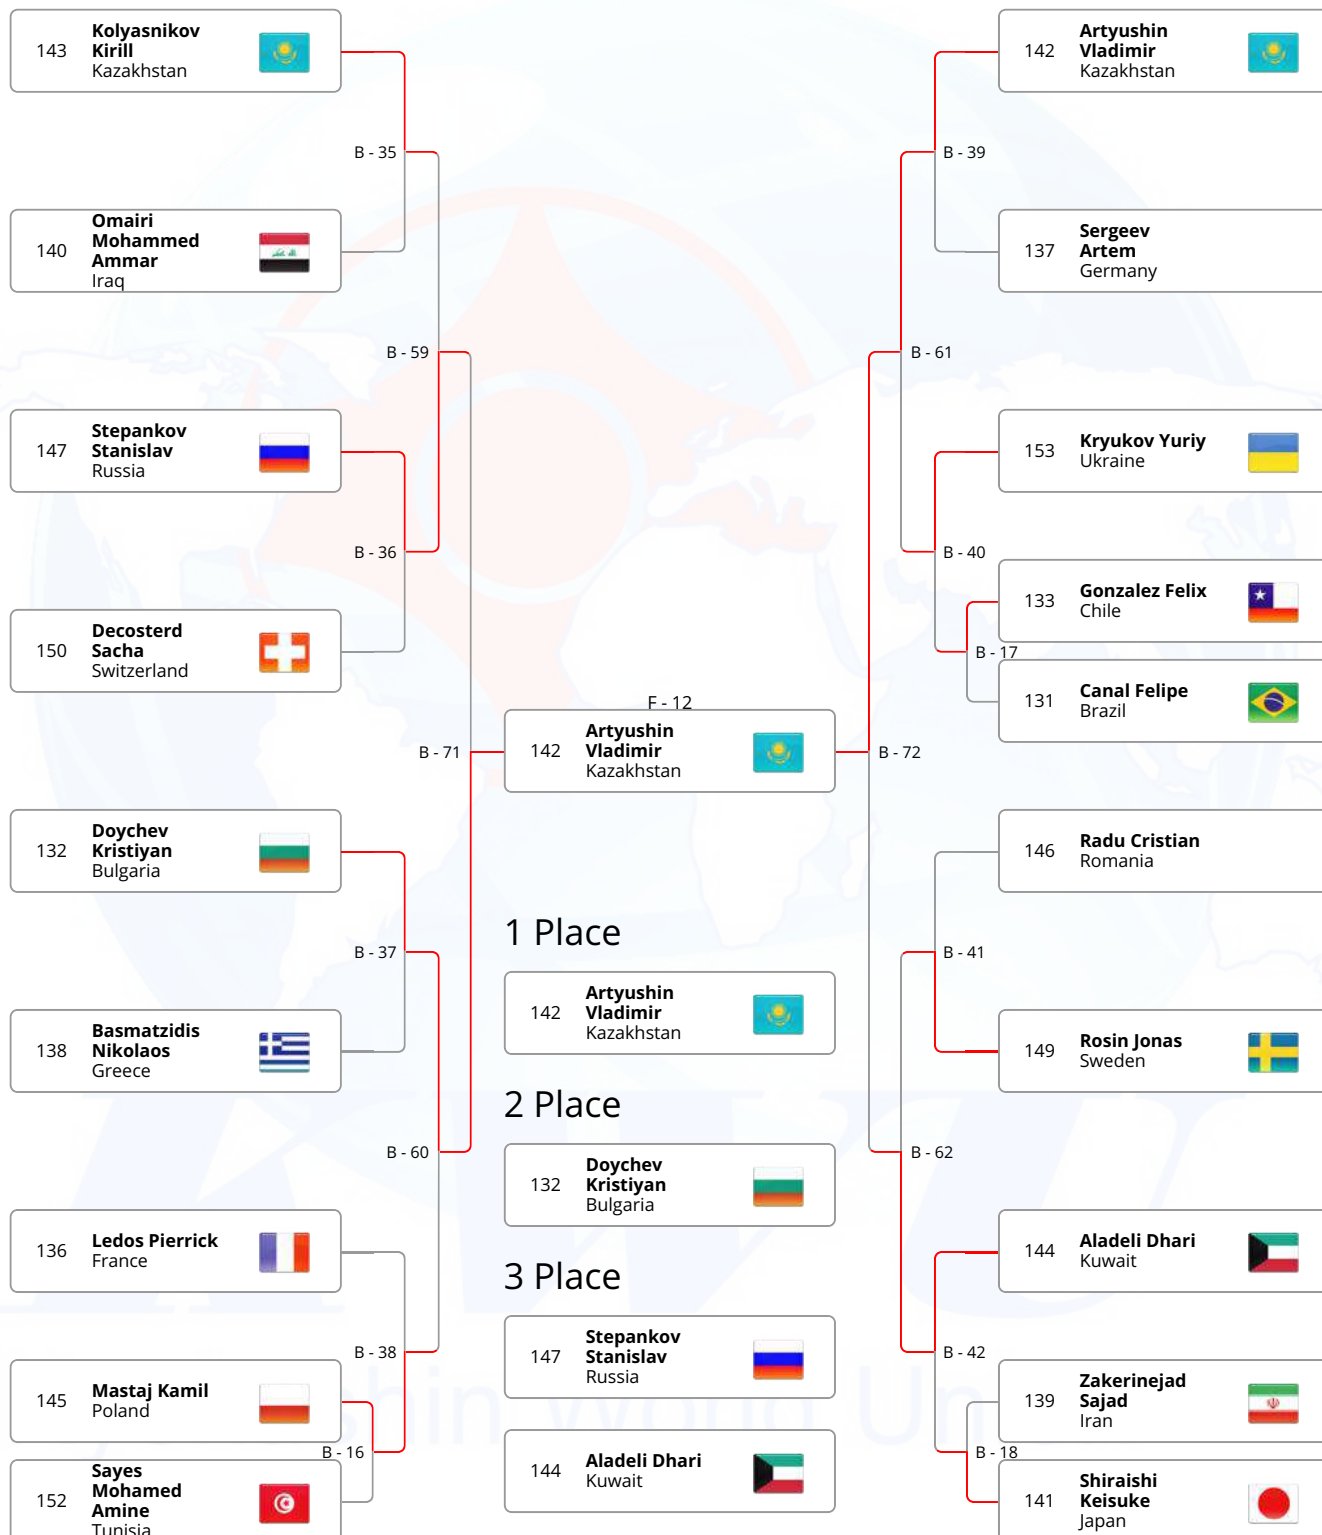 143
Kolyasnikov
Kirill
Kazakhstan
B - 35
140
Omairi
Mohammed
Ammar
Iraq
B - 59
147
Stepankov
Stanislav
Russia
B - 36
150
Decosterd
Sacha
Switzerland
B - 71
132
Doychev
Kristiyan
Bulgaria
B - 37
138
Basmatzidis
Nikolaos
Greece
B - 60
136
Ledos Pierrick
France
B - 38
145
Mastaj Kamil
Poland
B - 16
152
Sayes
Mohamed
Amine
Tunisia
F - 12
142
Artyushin
Vladimir
Kazakhstan
1 Place
142
Artyushin
Vladimir
Kazakhstan
2 Place
132
Doychev
Kristiyan
Bulgaria
3 Place
147
Stepankov
Stanislav
Russia
144
Aladeli Dhari
Kuwait
142
Artyushin
Vladimir
Kazakhstan
B - 39
137
Sergeev
Artem
Germany
B - 61
153
Kryukov Yuriy
Ukraine
B - 40
133
Gonzalez Felix
Chile
B - 17
131
Canal Felipe
Brazil
B - 72
146
Radu Cristian
Romania
B - 41
149
Rosin Jonas
Sweden
B - 62
144
Aladeli Dhari
Kuwait
B - 42
139
Zakerinejad
Sajad
Iran
B - 18
141
Shiraishi
Keisuke
Japan
KWU